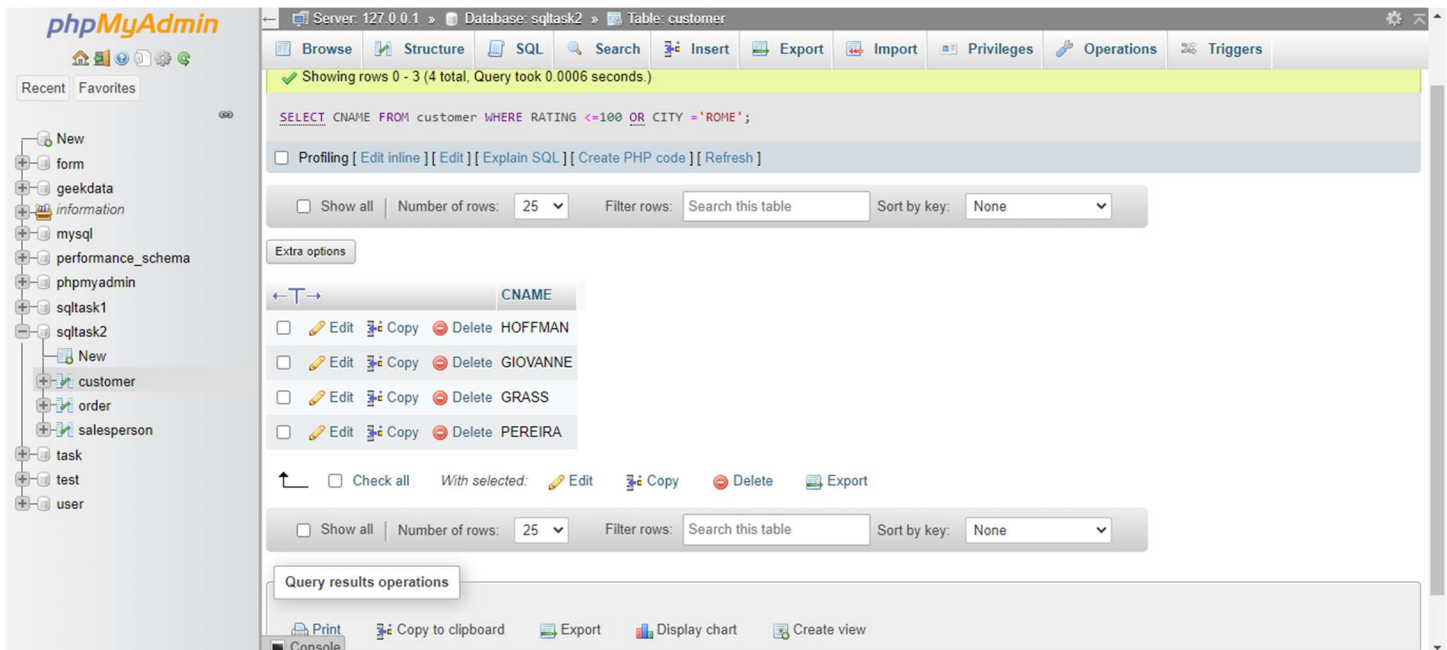 phpMyAdmin
Recent Favorites
New
form
geekdata
information
mysql
performance_schema
phpmyadmin
sqltask1
sqltask2
New
customer
order
salesperson
task
test
user
Server: 127.0.0.1 » Database: sqltask2 » Table: customer
Browse Structure SQL Search Insert Export Import Privileges Operations Triggers
Showing rows 0 - 3 (4 total, Query took 0.0006 seconds.)
SELECT CNAME FROM customer WHERE RATING <=100 OR CITY ='ROME';
Profiling [ Edit inline ] [ Edit ] [ Explain SQL ] [ Create PHP code ] [ Refresh ]
Show all | Number of rows: 25 Filter rows: Search this table Sort by key: None
Extra options
←T→ CNAME
Edit Copy Delete HOFFMAN
Edit Copy Delete GIOVANNE
Edit Copy Delete GRASS
Edit Copy Delete PEREIRA
Check all With selected: Edit Copy Delete Export
Show all | Number of rows: 25 Filter rows: Search this table Sort by key: None
Query results operations
Print Copy to clipboard Export Display chart Create view
Console